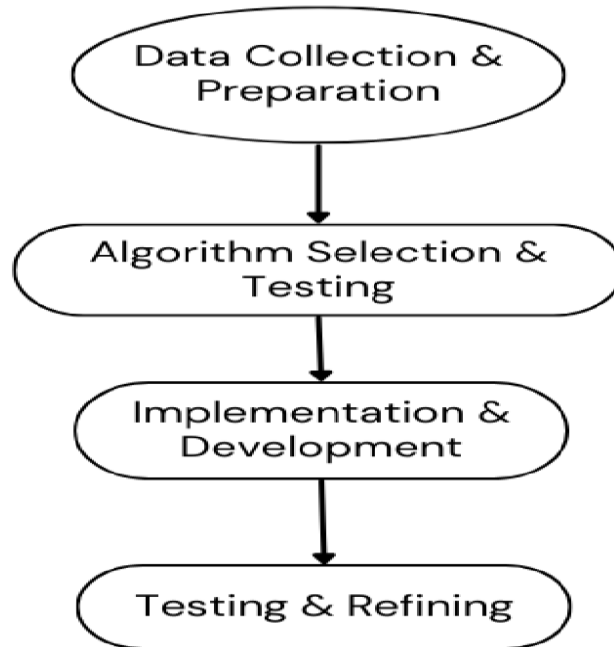 Data Collection &
Preparation
Algorithm Selection &
Testing
Implementation &
Development
Testing & Refining